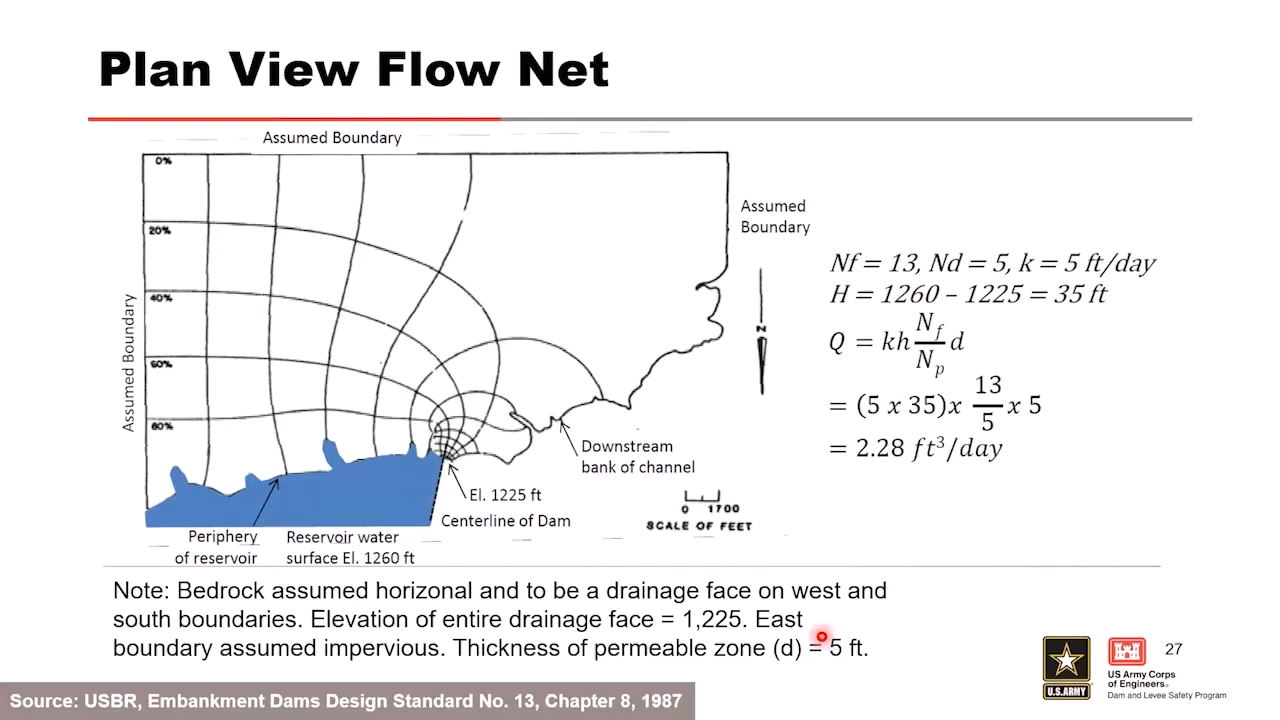 Plan View Flow Net
Assumed Boundary
0%
20%
40%
60%
80%
Assumed Boundary
Assumed
Boundary
N
Downstream
bank of channel
El. 1225 ft
Centerline of Dam
0 1700
SCALE OF FEET
Periphery
of reservoir
Reservoir water
surface El. 1260 ft
Nf = 13, Nd = 5, k = 5 ft/day
H = 1260 – 1225 = 35 ft
Q = kh N_f/N_p d
= (5 x 35)x 13/5 x 5
= 2.28 ft³/day
Note: Bedrock assumed horizonal and to be a drainage face on west and
south boundaries. Elevation of entire drainage face = 1,225. East
boundary assumed impervious. Thickness of permeable zone (d) = 5 ft.
U.S. ARMY
US Army Corps
of Engineers®
Dam and Levee Safety Program
27
Source: USBR, Embankment Dams Design Standard No. 13, Chapter 8, 1987